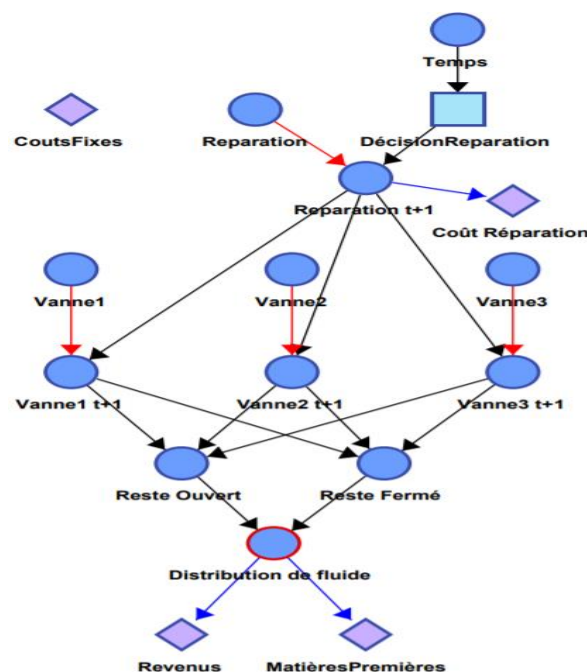 Temps
CoutsFixes
Reparation
DécisionReparation
Reparation t+1
Coût Réparation
Vanne1
Vanne2
Vanne3
Vanne1 t+1
Vanne2 t+1
Vanne3 t+1
Reste Ouvert
Reste Fermé
Distribution de fluide
Revenus
MatièresPremières